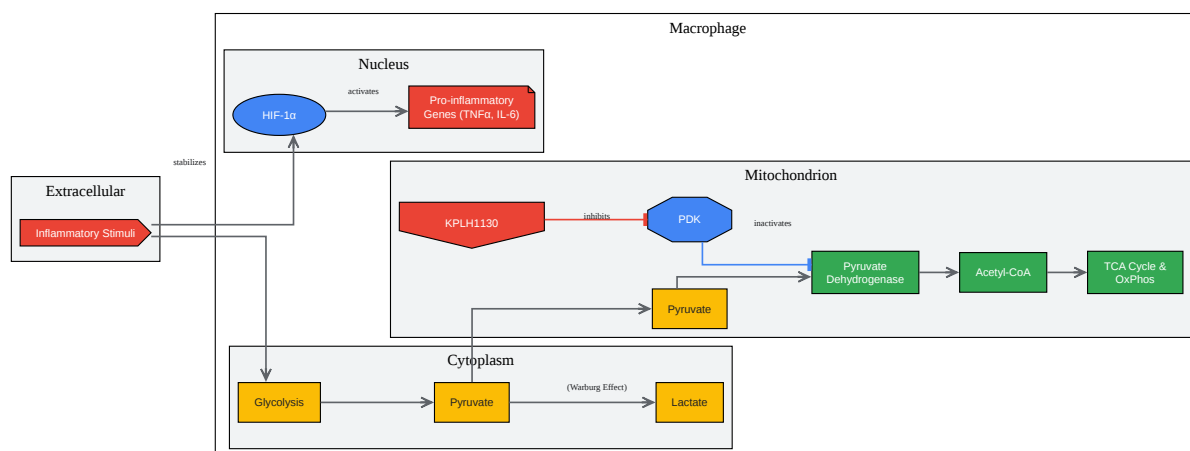 Macrophage
Nucleus
activates
HIF-1α
Pro-inflammatory
Genes (TNFα, IL-6)
stabilizes
Extracellular
Inflammatory Stimuli
Mitochondrion
KPLH1130
inhibits
PDK
inactivates
Pyruvate
Dehydrogenase
Acetyl-CoA
TCA Cycle &
OxPhos
Pyruvate
Cytoplasm
Glycolysis
Pyruvate
(Warburg Effect)
Lactate